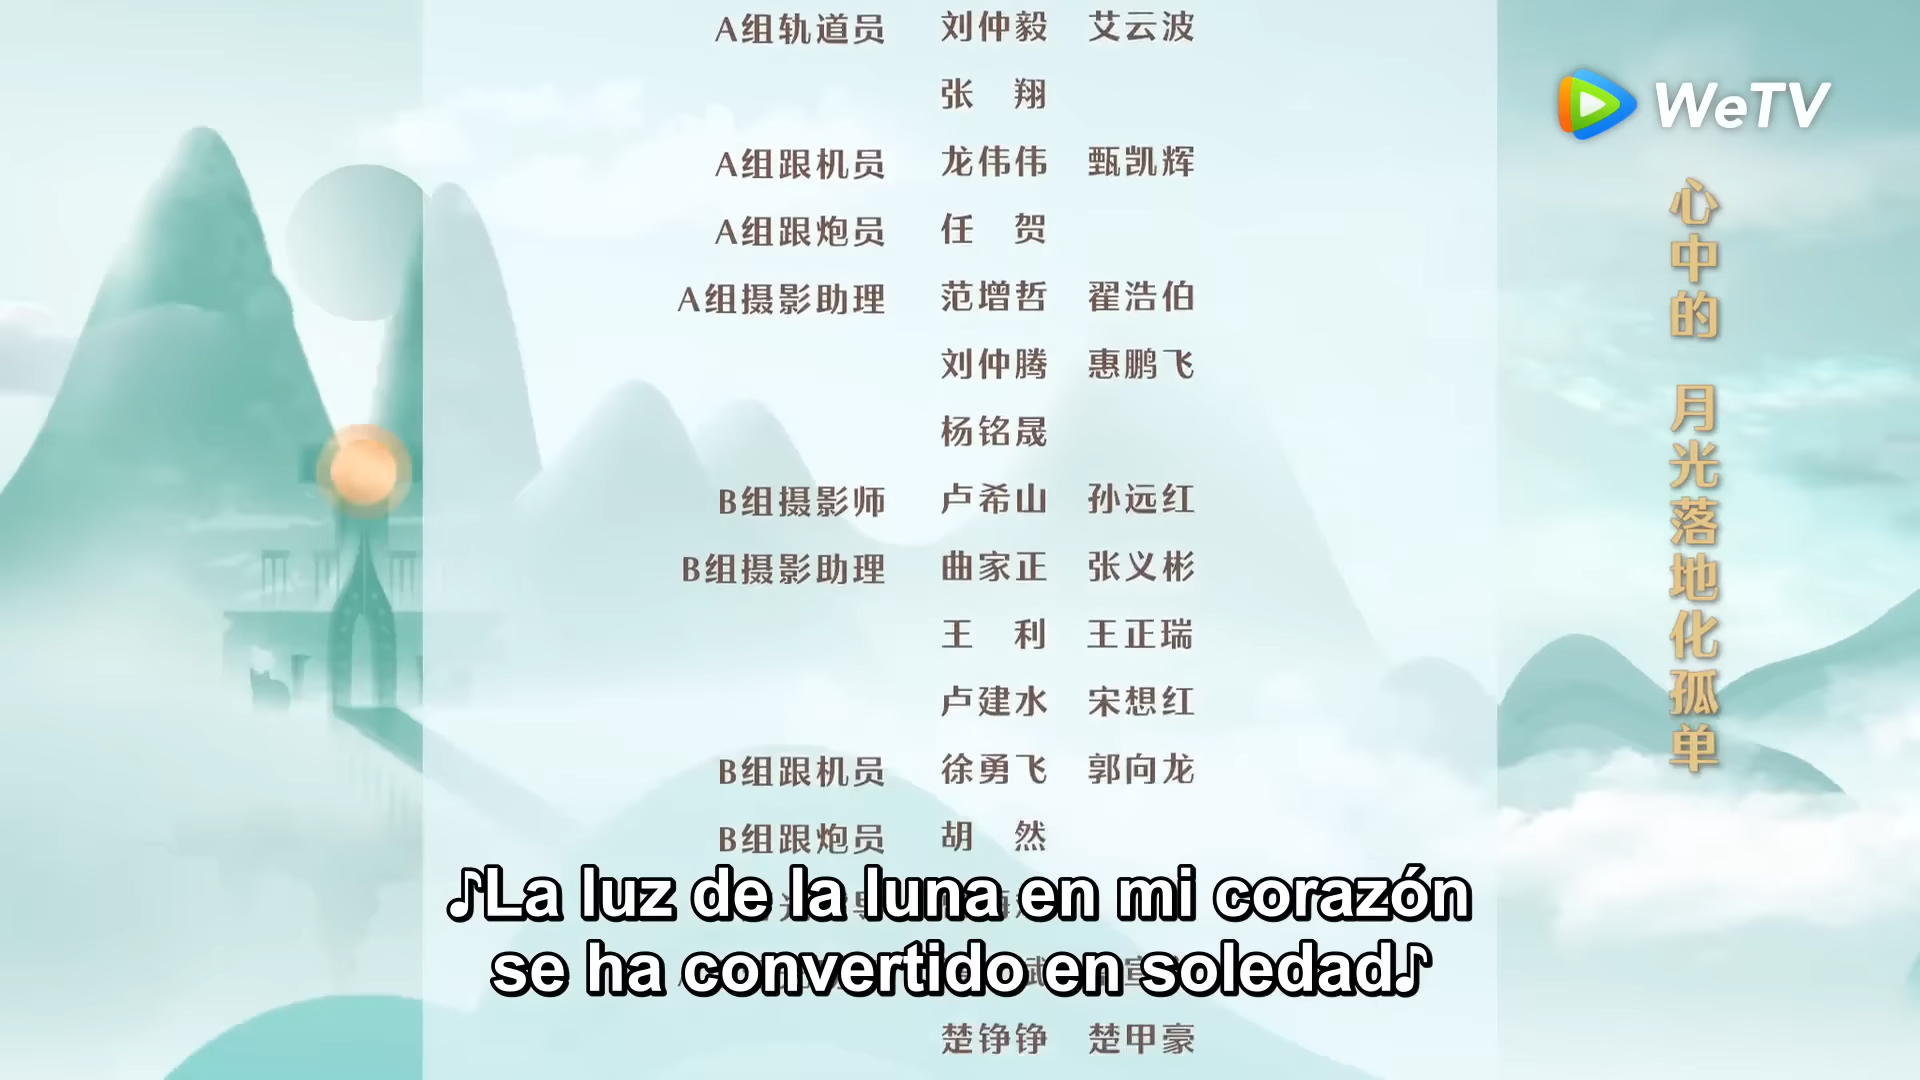 A组轨道员 刘仲毅 艾云波
张 翔
A组跟机员 龙伟伟 甄凯辉
A组跟炮员 任 贺
A组摄影助理 范增哲 翟浩伯
刘仲腾 惠鹏飞
杨铭晟
B组摄影师 卢希山 孙远红
B组摄影助理 曲家正 张义彬
王 利 王正瑞
卢建水 宋想红
B组跟机员 徐勇飞 郭向龙
B组跟炮员 胡 然
♪La luz de la luna en mi corazón
se ha convertido en soledad♪
楚铮铮 楚甲豪
WeTV
心中的 月光落地化孤单